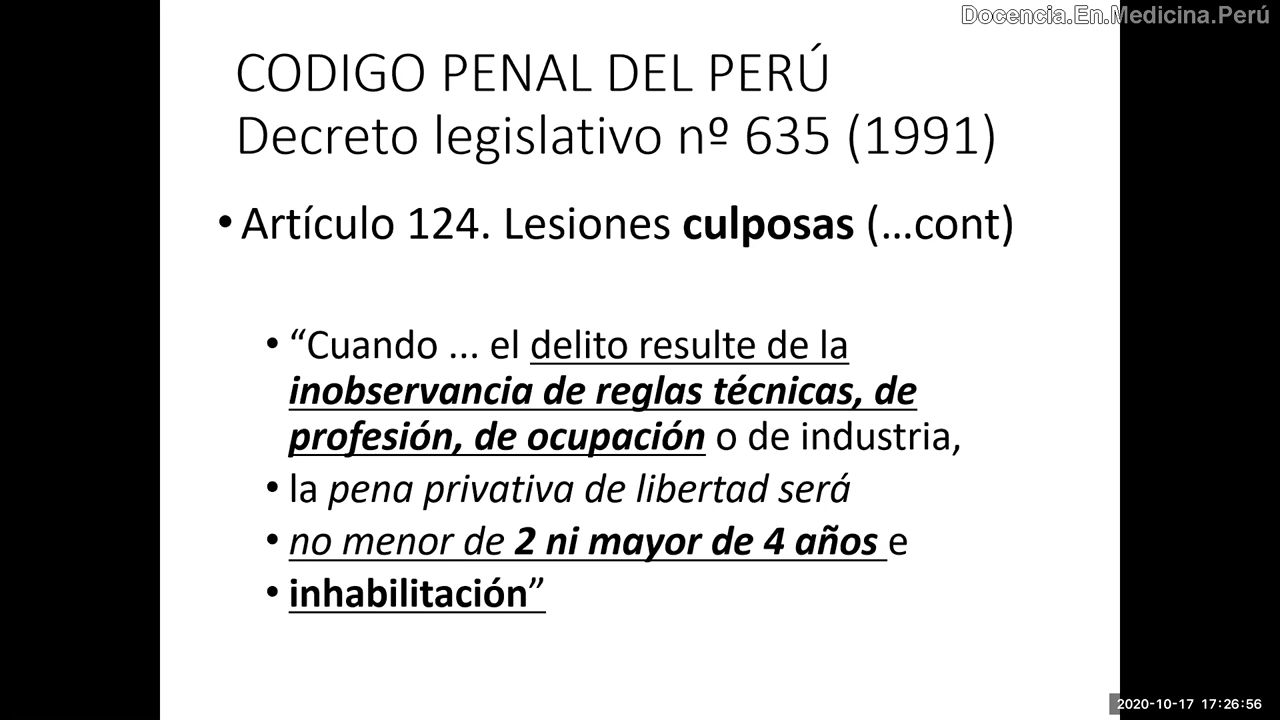 Docencia.En.Medicina.Perú
CODIGO PENAL DEL PERÚ
Decreto legislativo nº 635 (1991)
• Artículo 124. Lesiones culposas (...cont)
• “Cuando ... el delito resulte de la
inobservancia de reglas técnicas, de
profesión, de ocupación o de industria,
• la pena privativa de libertad será
• no menor de 2 ni mayor de 4 años e
• inhabilitación”
2020-10-17 17:26:56